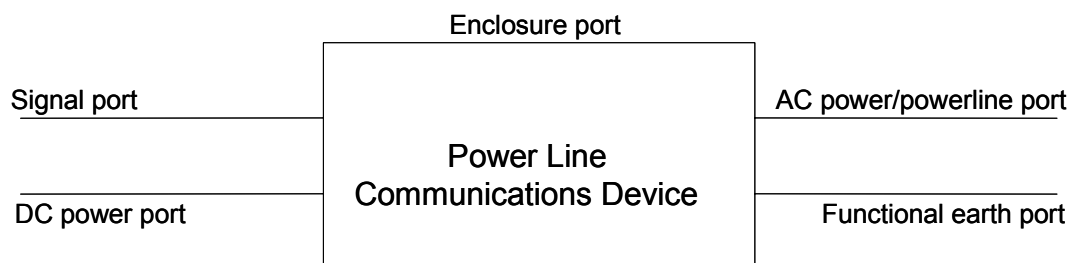 Enclosure port
Signal port
AC power/powerline port
Power Line
Communications Device
DC power port
Functional earth port